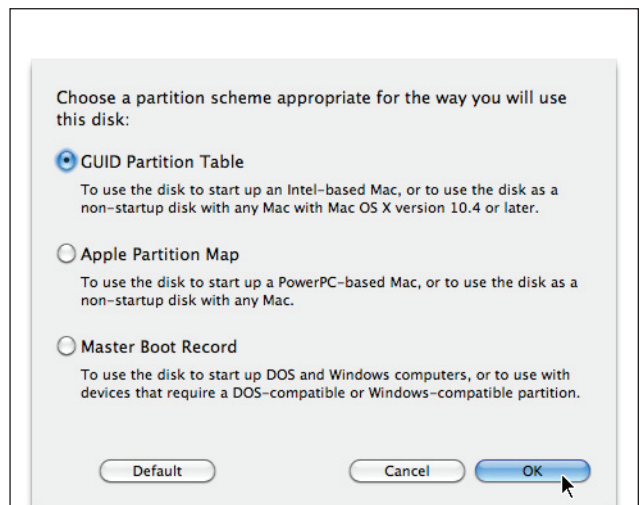 Choose a partition scheme appropriate for the way you will use
this disk:
GUID Partition Table
To use the disk to start up an Intel-based Mac, or to use the disk as a
non-startup disk with any Mac with Mac OS X version 10.4 or later.
Apple Partition Map
To use the disk to start up a PowerPC-based Mac, or to use the disk as a
non-startup disk with any Mac.
Master Boot Record
To use the disk to start up DOS and Windows computers, or to use with
devices that require a DOS-compatible or Windows-compatible partition.
Default
Cancel
OK